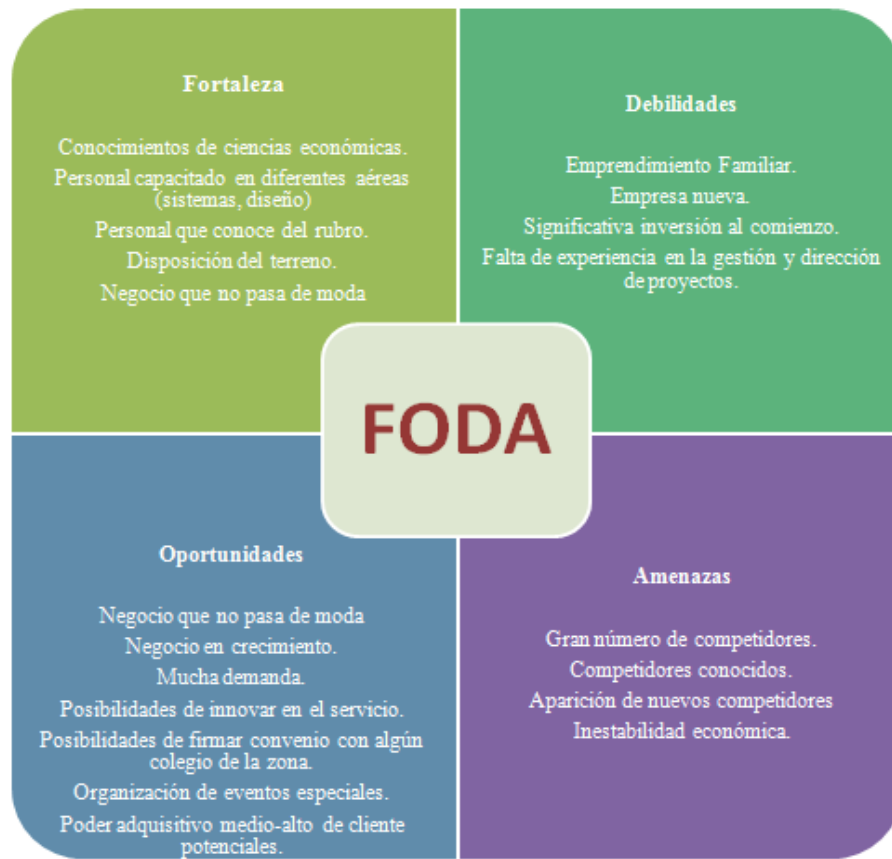 Fortaleza
Conocimientos de ciencias económicas.
Personal capacitado en diferentes aéreas
(sistemas, diseño)
Personal que conoce del rubro.
Disposición del terreno.
Negocio que no pasa de moda
Debilidades
Emprendimiento Familiar.
Empresa nueva.
Significativa inversión al comienzo.
Falta de experiencia en la gestión y dirección
de proyectos.
FODA
Oportunidades
Negocio que no pasa de moda
Negocio en crecimiento.
Mucha demanda.
Posibilidades de innovar en el servicio.
Posibilidades de firmar convenio con algún
colegio de la zona.
Organización de eventos especiales.
Poder adquisitivo medio-alto de cliente
potenciales.
Amenazas
Gran número de competidores.
Competidores conocidos.
Aparición de nuevos competidores
Inestabilidad económica.